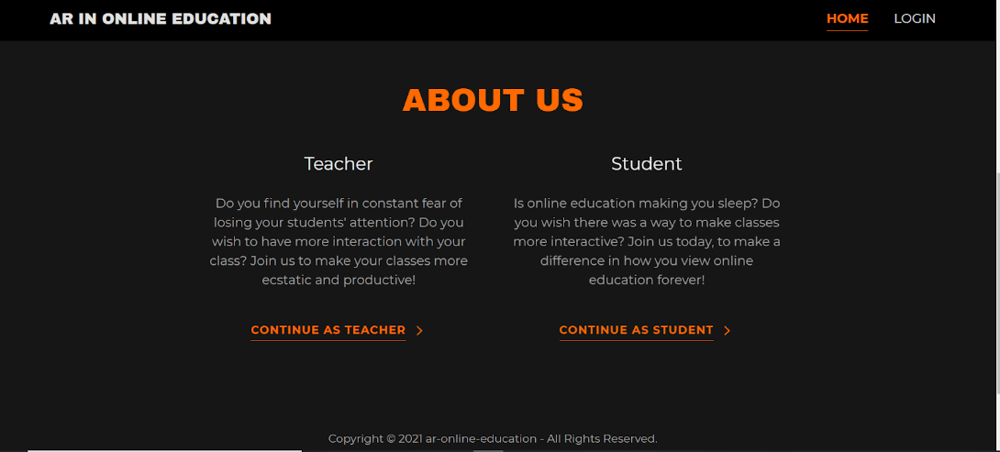 AR IN ONLINE EDUCATION
HOME
LOGIN
ABOUT US
Teacher
Do you find yourself in constant fear of
losing your students' attention? Do you
wish to have more interaction with your
class? Join us to make your classes more
ecstatic and productive!
CONTINUE AS TEACHER
Student
Is online education making you sleep? Do
you wish there was a way to make classes
more interactive? Join us today, to make a
difference in how you view online
education forever!
CONTINUE AS STUDENT
Copyright © 2021 ar-online-education - All Rights Reserved.